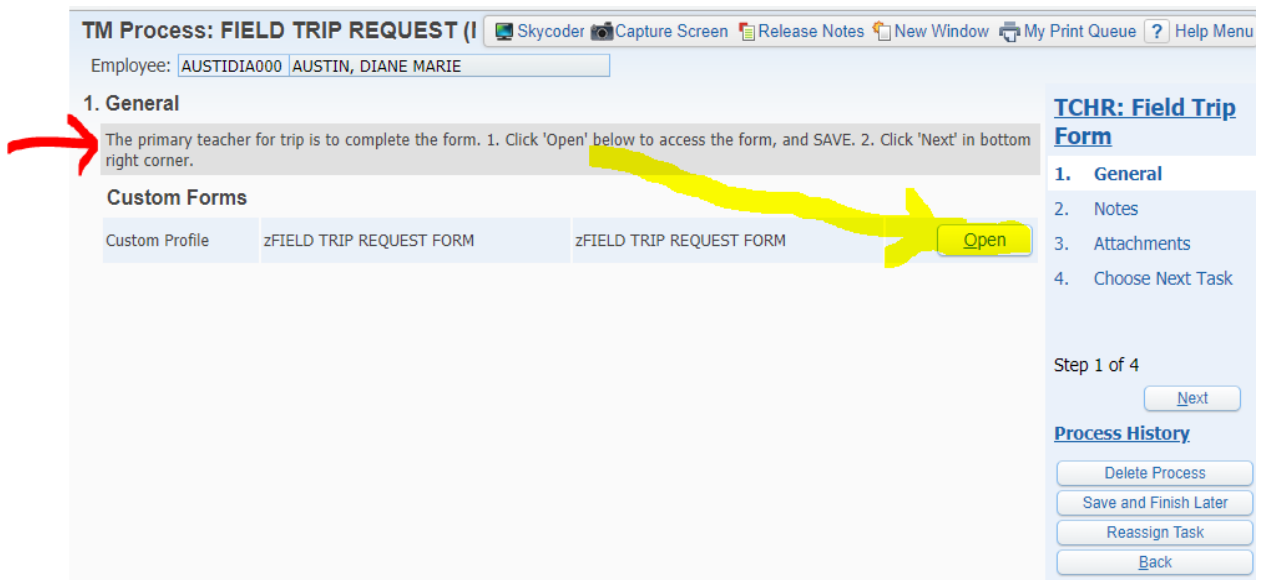 TM Process: FIELD TRIP REQUEST (I
Skycoder Capture Screen Release Notes New Window My Print Queue ? Help Menu
Employee: AUSTIDIA000 AUSTIN, DIANE MARIE
1. General
The primary teacher for trip is to complete the form. 1. Click 'Open' below to access the form, and SAVE. 2. Click 'Next' in bottom
right corner.
Custom Forms
Custom Profile zFIELD TRIP REQUEST FORM zFIELD TRIP REQUEST FORM Open
TCHR: Field Trip
Form
1. General
2. Notes
3. Attachments
4. Choose Next Task
Step 1 of 4
Next
Process History
Delete Process
Save and Finish Later
Reassign Task
Back